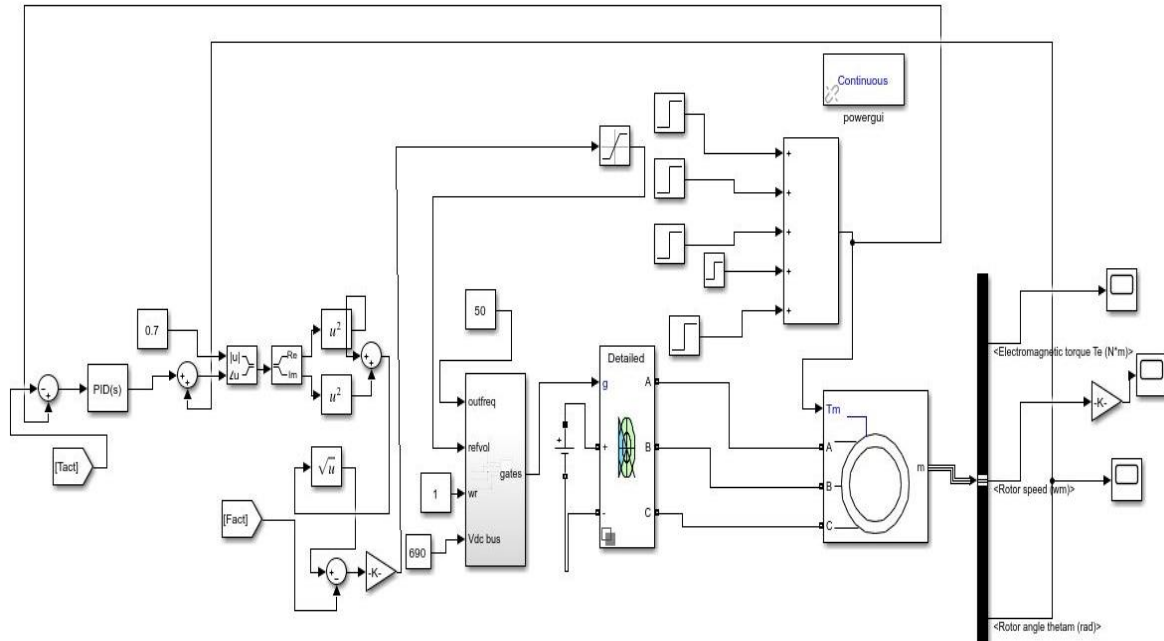 Continuous
powergui
50
0.7
|u|
∠u
Re
Im
u²
u²
PID(s)
[Tact]
√u
[Fact]
-K-
outfreq
refvol
wr
Vdc bus
gates
1
690
Detailed
g
+
-
A
B
C
Tm
A
B
C
m
<Electromagnetic torque Te (N*m)>
-K-
<Rotor speed (wm)>
<Rotor angle thetam (rad)>